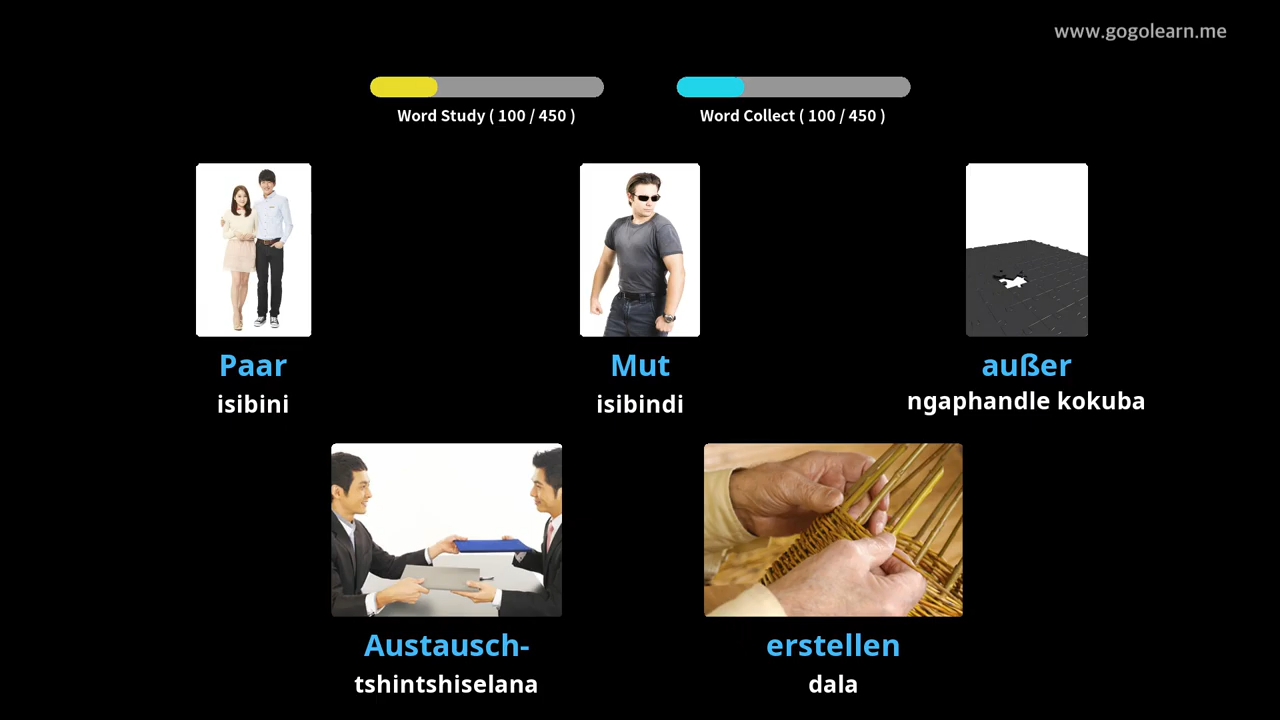 www.gogolearn.me
Word Study ( 100 / 450 )
Word Collect ( 100 / 450 )
Paar
isibini
Mut
isibindi
außer
ngaphandle kokuba
Austausch-
tshintshiselana
erstellen
dala